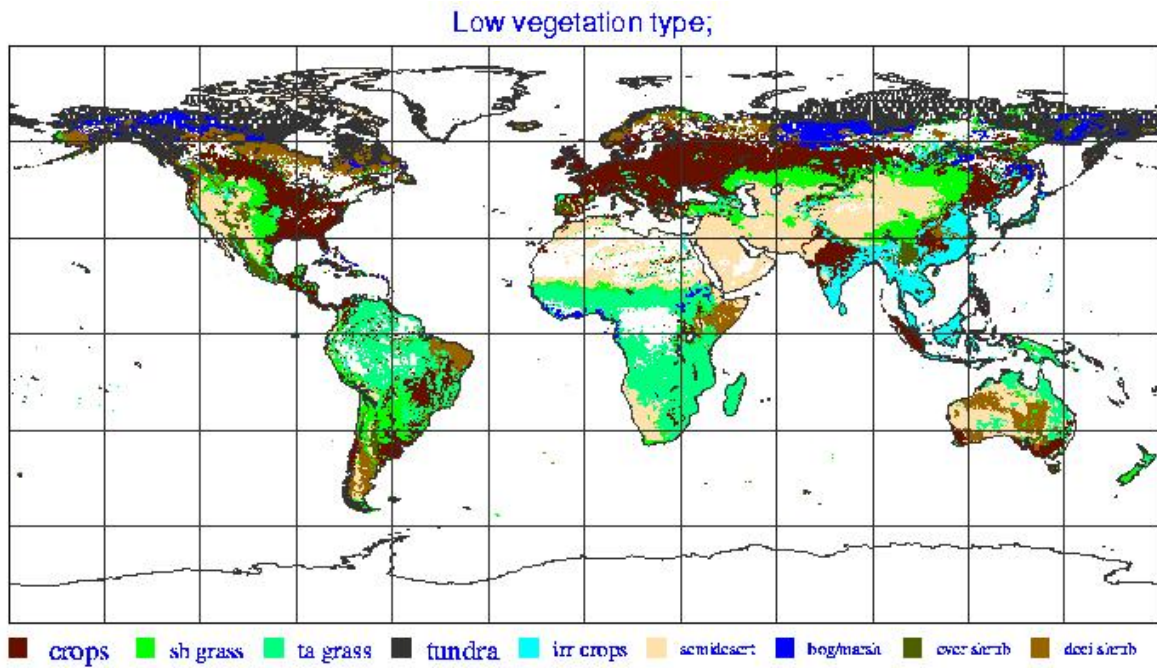 Low vegetation type;
crops sh grass ta grass tundra irr crops semidesert bog/marsh ever shrub deci shrub